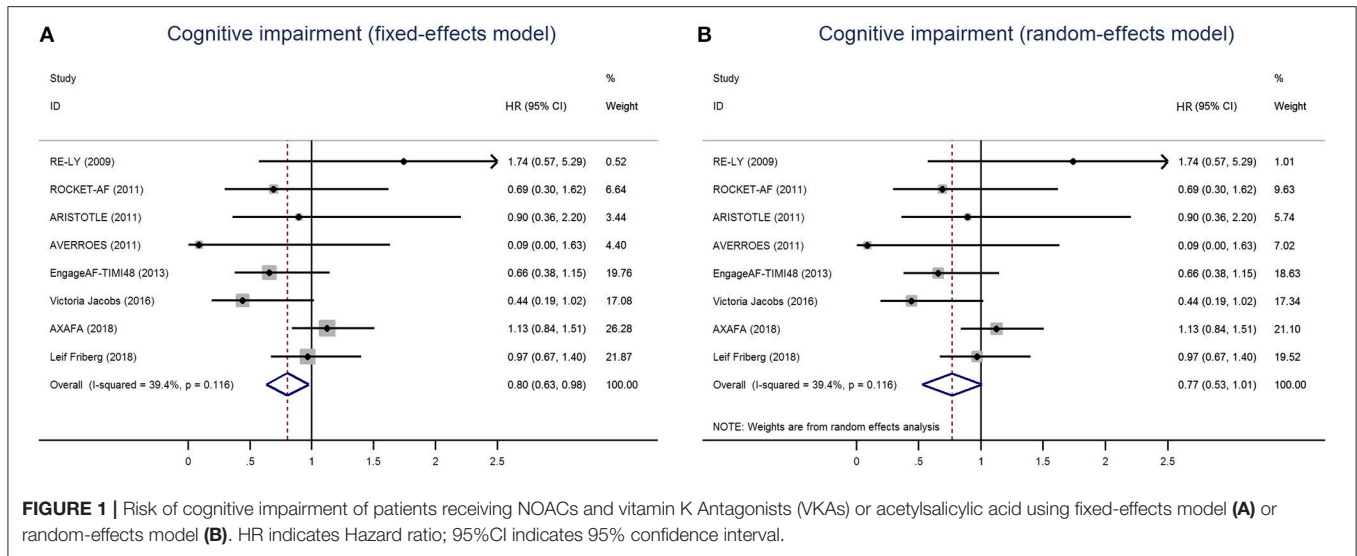 A
Cognitive impairment (fixed-effects model)
Study %
ID HR (95% CI) Weight
RE-LY (2009) 1.74 (0.57, 5.29) 0.52
ROCKET-AF (2011) 0.69 (0.30, 1.62) 6.64
ARISTOTLE (2011) 0.90 (0.36, 2.20) 3.44
AVERROES (2011) 0.09 (0.00, 1.63) 4.40
EngageAF-TIMI48 (2013) 0.66 (0.38, 1.15) 19.76
Victoria Jacobs (2016) 0.44 (0.19, 1.02) 17.08
AXAFA (2018) 1.13 (0.84, 1.51) 26.28
Leif Friberg (2018) 0.97 (0.67, 1.40) 21.87
Overall (I-squared = 39.4%, p = 0.116) 0.80 (0.63, 0.98) 100.00
0 .5 1 1.5 2 2.5
B
Cognitive impairment (random-effects model)
Study %
ID HR (95% CI) Weight
RE-LY (2009) 1.74 (0.57, 5.29) 1.01
ROCKET-AF (2011) 0.69 (0.30, 1.62) 9.63
ARISTOTLE (2011) 0.90 (0.36, 2.20) 5.74
AVERROES (2011) 0.09 (0.00, 1.63) 7.02
EngageAF-TIMI48 (2013) 0.66 (0.38, 1.15) 18.63
Victoria Jacobs (2016) 0.44 (0.19, 1.02) 17.34
AXAFA (2018) 1.13 (0.84, 1.51) 21.10
Leif Friberg (2018) 0.97 (0.67, 1.40) 19.52
Overall (I-squared = 39.4%, p = 0.116) 0.77 (0.53, 1.01) 100.00
NOTE: Weights are from random effects analysis
0 .5 1 1.5 2 2.5
FIGURE 1 | Risk of cognitive impairment of patients receiving NOACs and vitamin K Antagonists (VKAs) or acetylsalicylic acid using fixed-effects model (A) or
random-effects model (B). HR indicates Hazard ratio; 95%CI indicates 95% confidence interval.